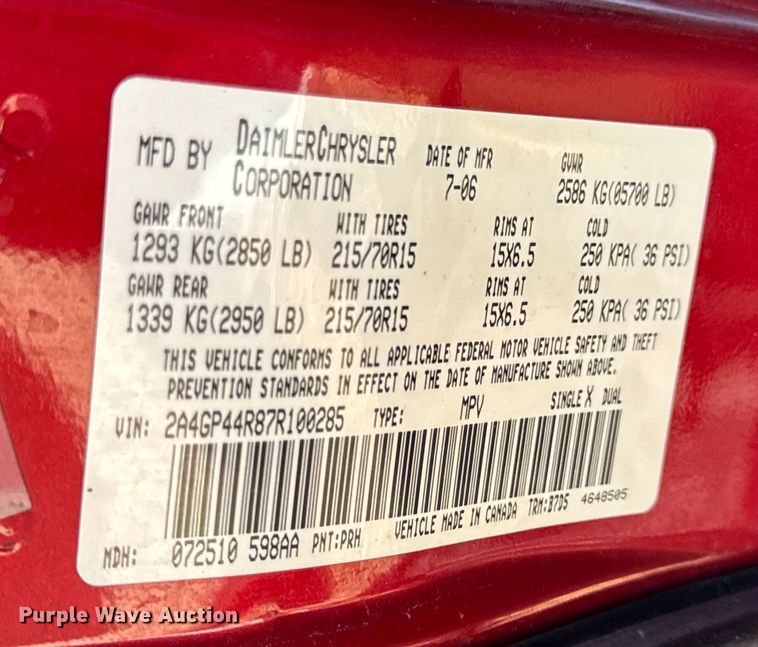 MFD BY DAIMLERCHRYSLER CORPORATION DATE OF MFR 7-06 GVWR 2586 KG(05700 LB)
GAWR FRONT WITH TIRES RIMS AT COLD
1293 KG(2850 LB) 215/70R15 15X6.5 250 KPA( 36 PSI)
GAWR REAR WITH TIRES RIMS AT COLD
1339 KG(2950 LB) 215/70R15 15X6.5 250 KPA( 36 PSI)
THIS VEHICLE CONFORMS TO ALL APPLICABLE FEDERAL MOTOR VEHICLE SAFETY AND THEFT
PREVENTION STANDARDS IN EFFECT ON THE DATE OF MANUFACTURE SHOWN ABOVE.
VIN: 2A4GP44R87R100285 TYPE: MPV SINGLE X DUAL
MDH: 072510 598AA PNT:PRH VEHICLE MADE IN CANADA TRM:B7D5 4648505
Purple Wave Auction